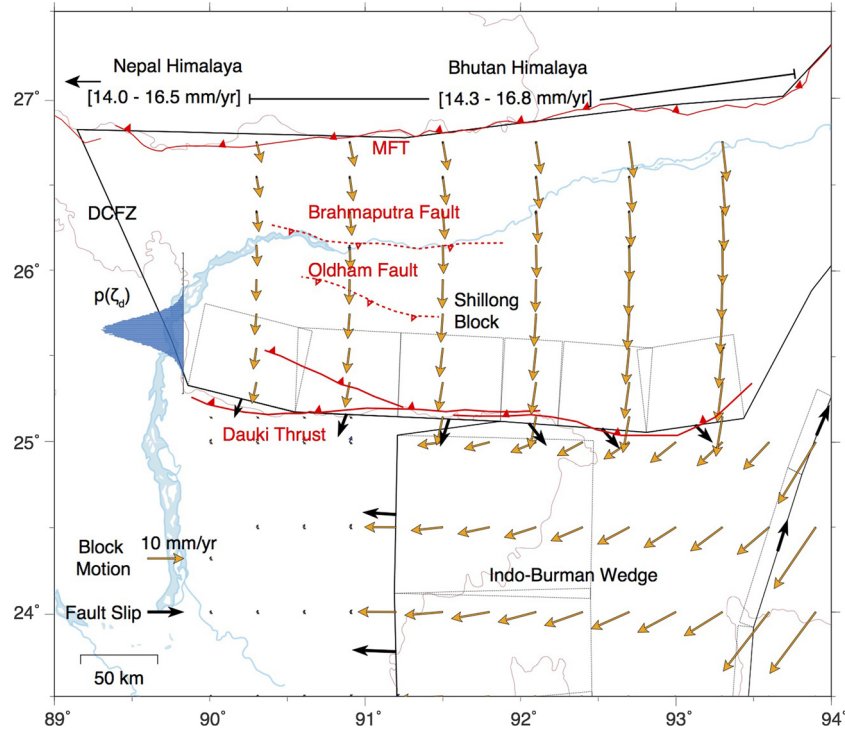 Nepal Himalaya
[14.0 - 16.5 mm/yr]
Bhutan Himalaya
[14.3 - 16.8 mm/yr]
27°
MFT
DCFZ
Brahmaputra Fault
26°
Oldham Fault
p(ζd)
Shillong
Block
Dauki Thrust
25°
Block
Motion
10 mm/yr
Indo-Burman Wedge
24°
Fault Slip
50 km
89°
90°
91°
92°
93°
94°